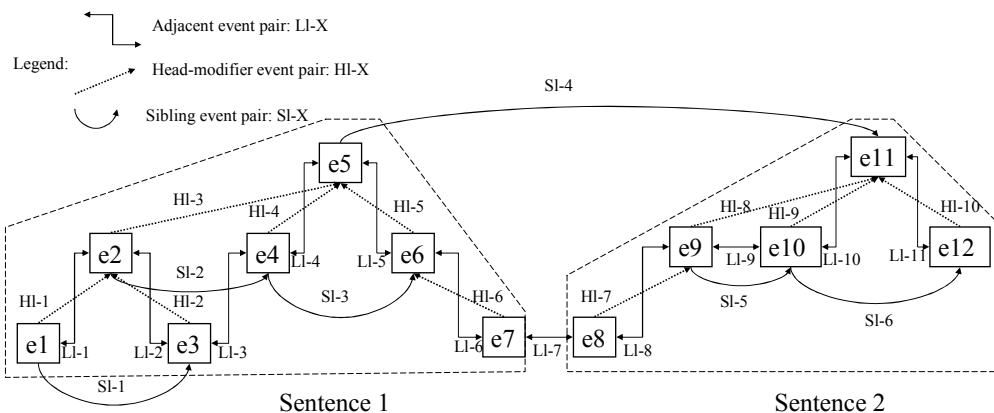 Legend:
Adjacent event pair: Ll-X
Head-modifier event pair: Hl-X
Sibling event pair: Sl-X
Sl-4
e5
e11
Hl-3
Hl-4
Hl-5
Hl-8
Hl-9
Hl-10
e2
e4
e6
e9
e10
e12
Ll-4
Ll-5
Ll-9
Ll-10
Ll-11
Sl-2
Hl-1
Hl-2
Sl-3
Hl-6
Hl-7
Sl-5
Sl-6
e1
Ll-1
Ll-2
e3
Ll-3
Ll-6
e7
Ll-7
e8
Ll-8
Sl-1
Sentence 1
Sentence 2